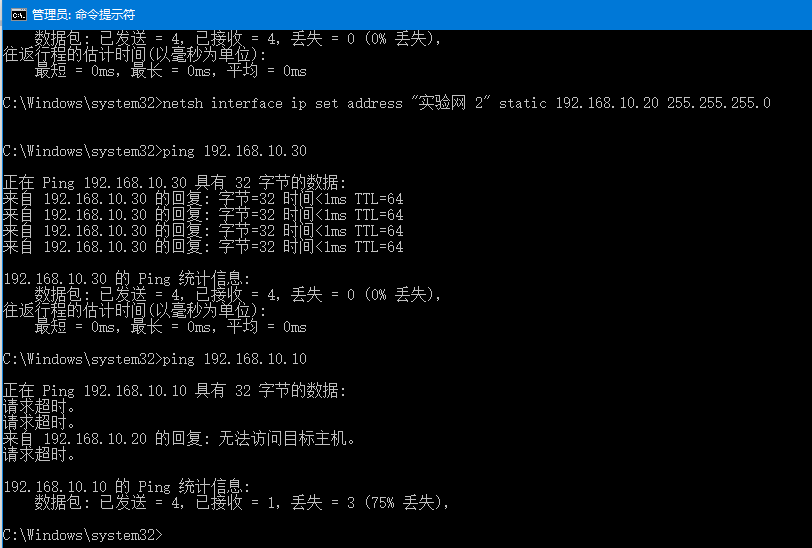 管理员: 命令提示符
数据包: 已发送 = 4, 已接收 = 4, 丢失 = 0 (0% 丢失),
往返行程的估计时间(以毫秒为单位):
最短 = 0ms, 最长 = 0ms, 平均 = 0ms
C:\Windows\system32>netsh interface ip set address "实验网 2" static 192.168.10.20 255.255.255.0
C:\Windows\system32>ping 192.168.10.30
正在 Ping 192.168.10.30 具有 32 字节的数据:
来自 192.168.10.30 的回复: 字节=32 时间<1ms TTL=64
来自 192.168.10.30 的回复: 字节=32 时间<1ms TTL=64
来自 192.168.10.30 的回复: 字节=32 时间<1ms TTL=64
来自 192.168.10.30 的回复: 字节=32 时间<1ms TTL=64
192.168.10.30 的 Ping 统计信息:
数据包: 已发送 = 4, 已接收 = 4, 丢失 = 0 (0% 丢失),
往返行程的估计时间(以毫秒为单位):
最短 = 0ms, 最长 = 0ms, 平均 = 0ms
C:\Windows\system32>ping 192.168.10.10
正在 Ping 192.168.10.10 具有 32 字节的数据:
请求超时。
请求超时。
来自 192.168.10.20 的回复: 无法访问目标主机。
请求超时。
192.168.10.10 的 Ping 统计信息:
数据包: 已发送 = 4, 已接收 = 1, 丢失 = 3 (75% 丢失),
C:\Windows\system32>